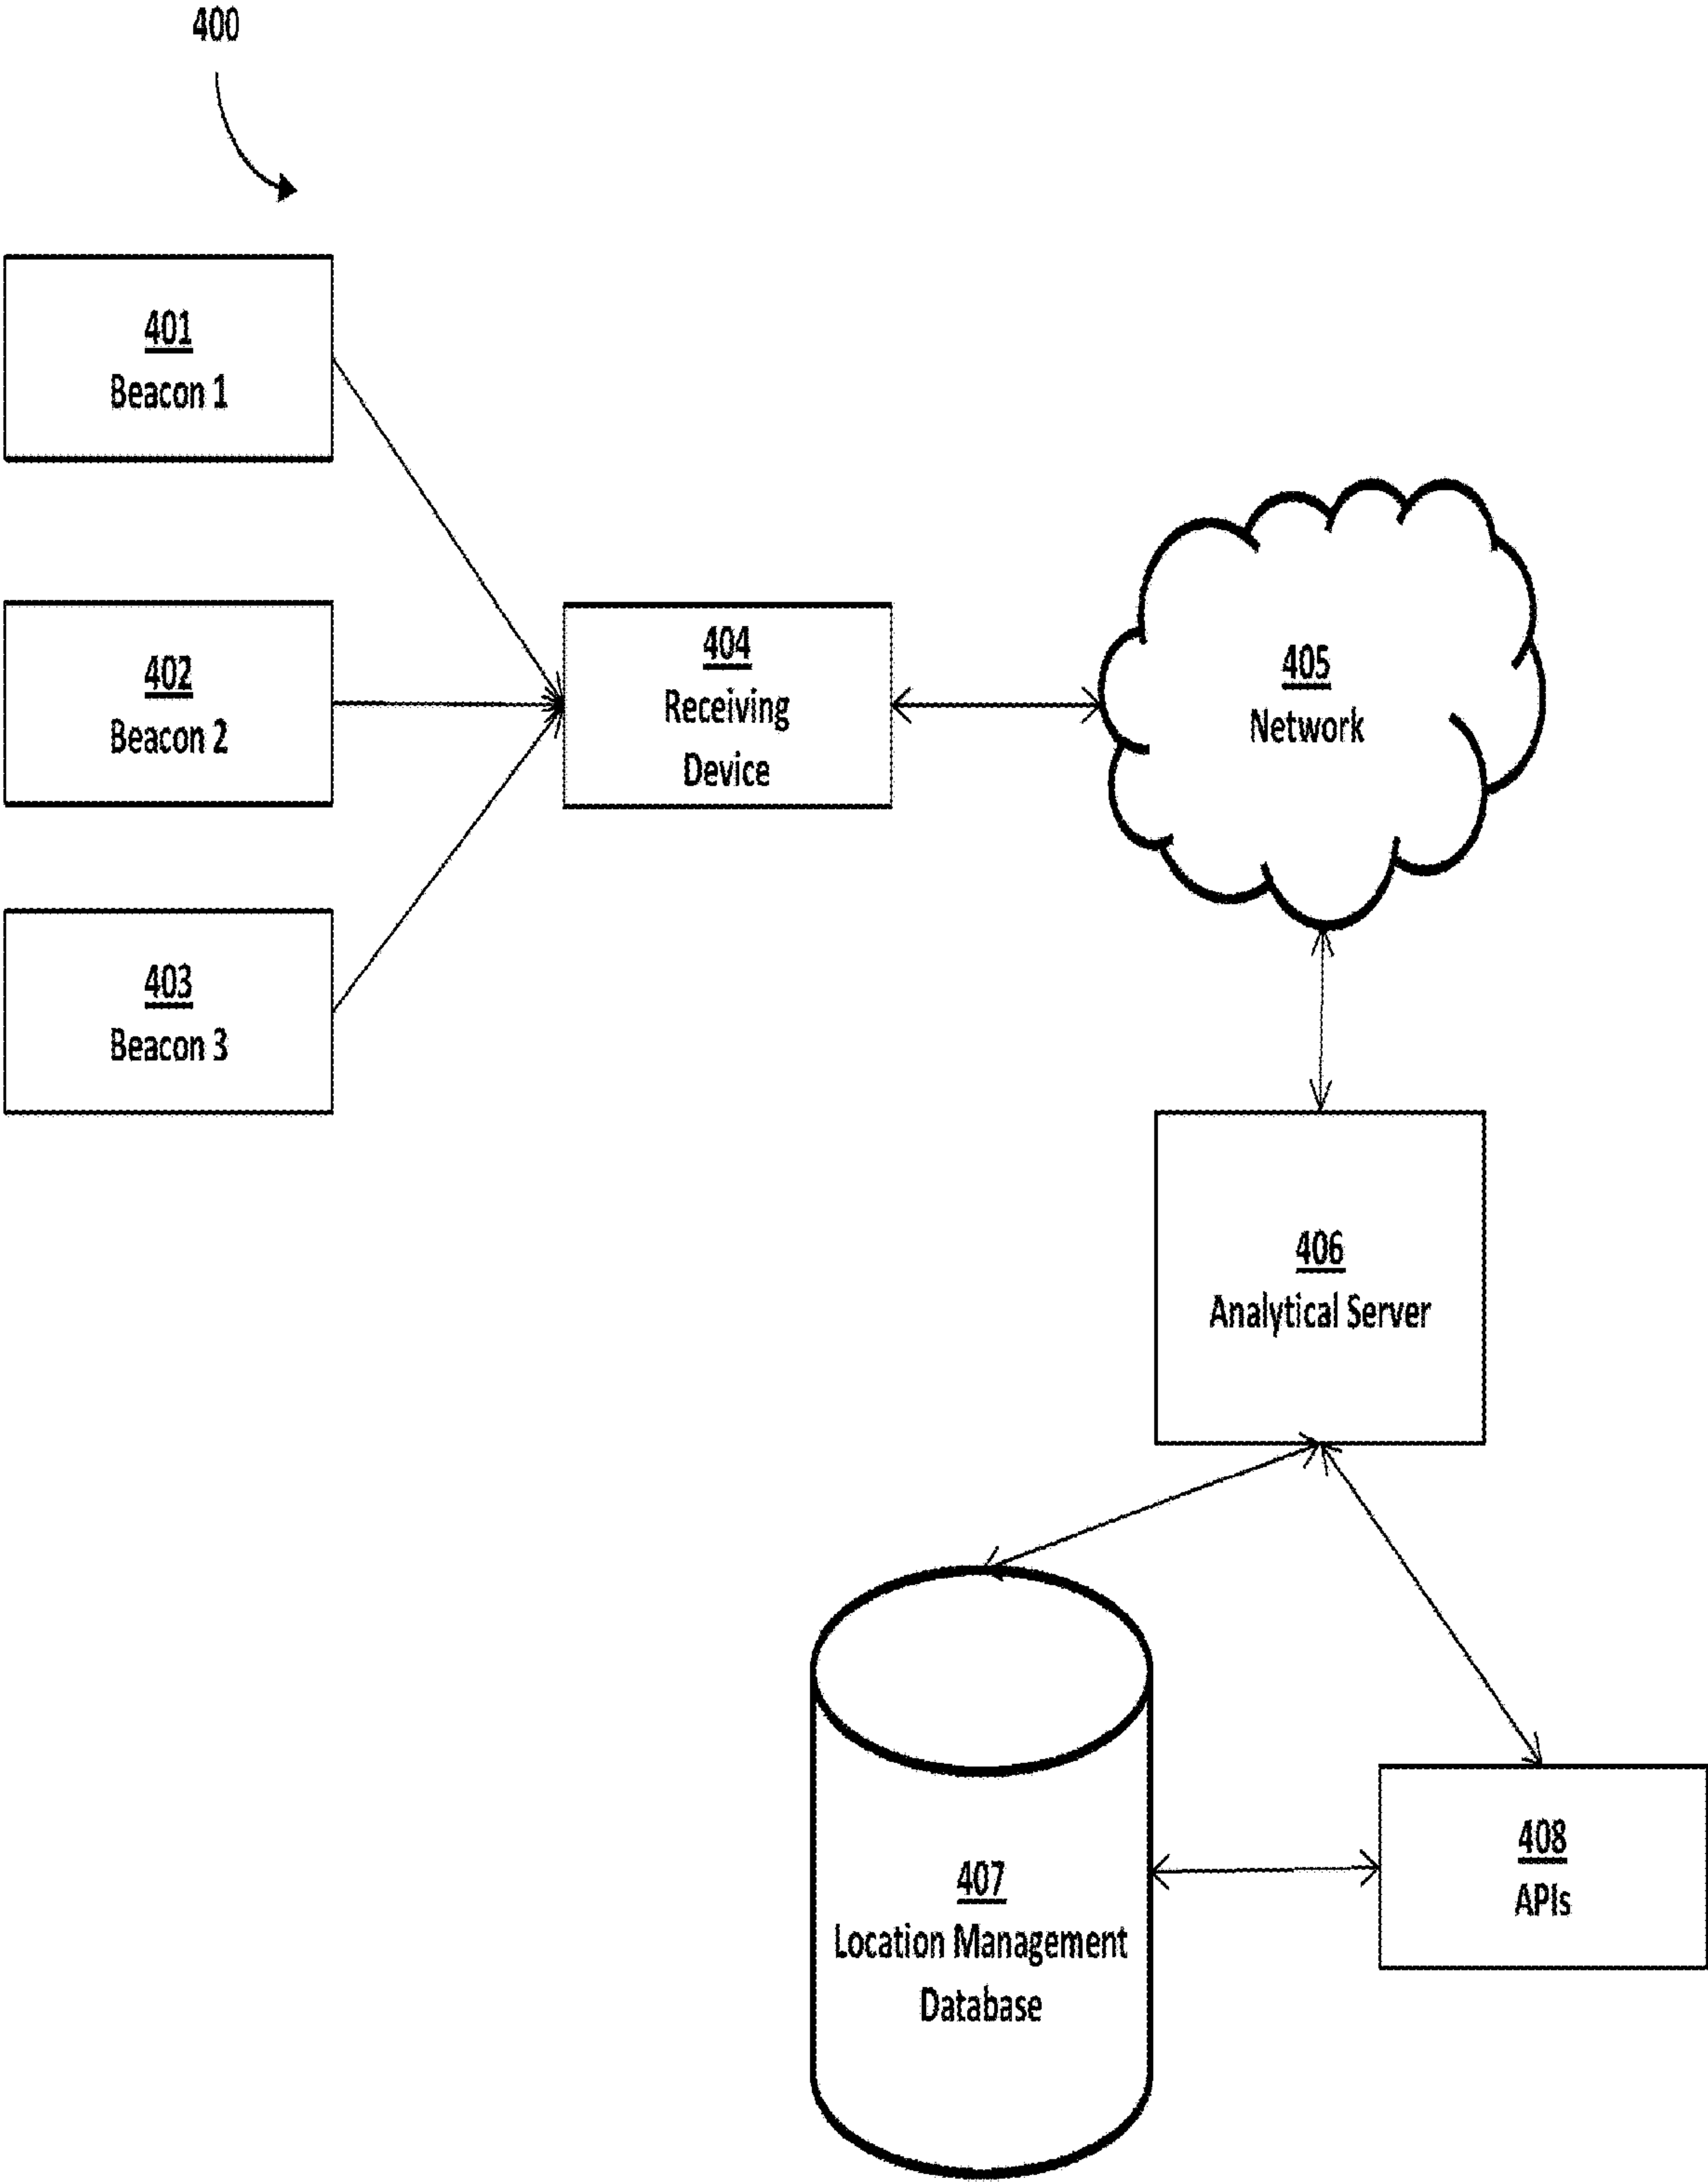 400
401
Beacon 1
402
Beacon 2
403
Beacon 3
404
Receiving
Device
405
Network
406
Analytical Server
407
Location Management
Database
408
APIs